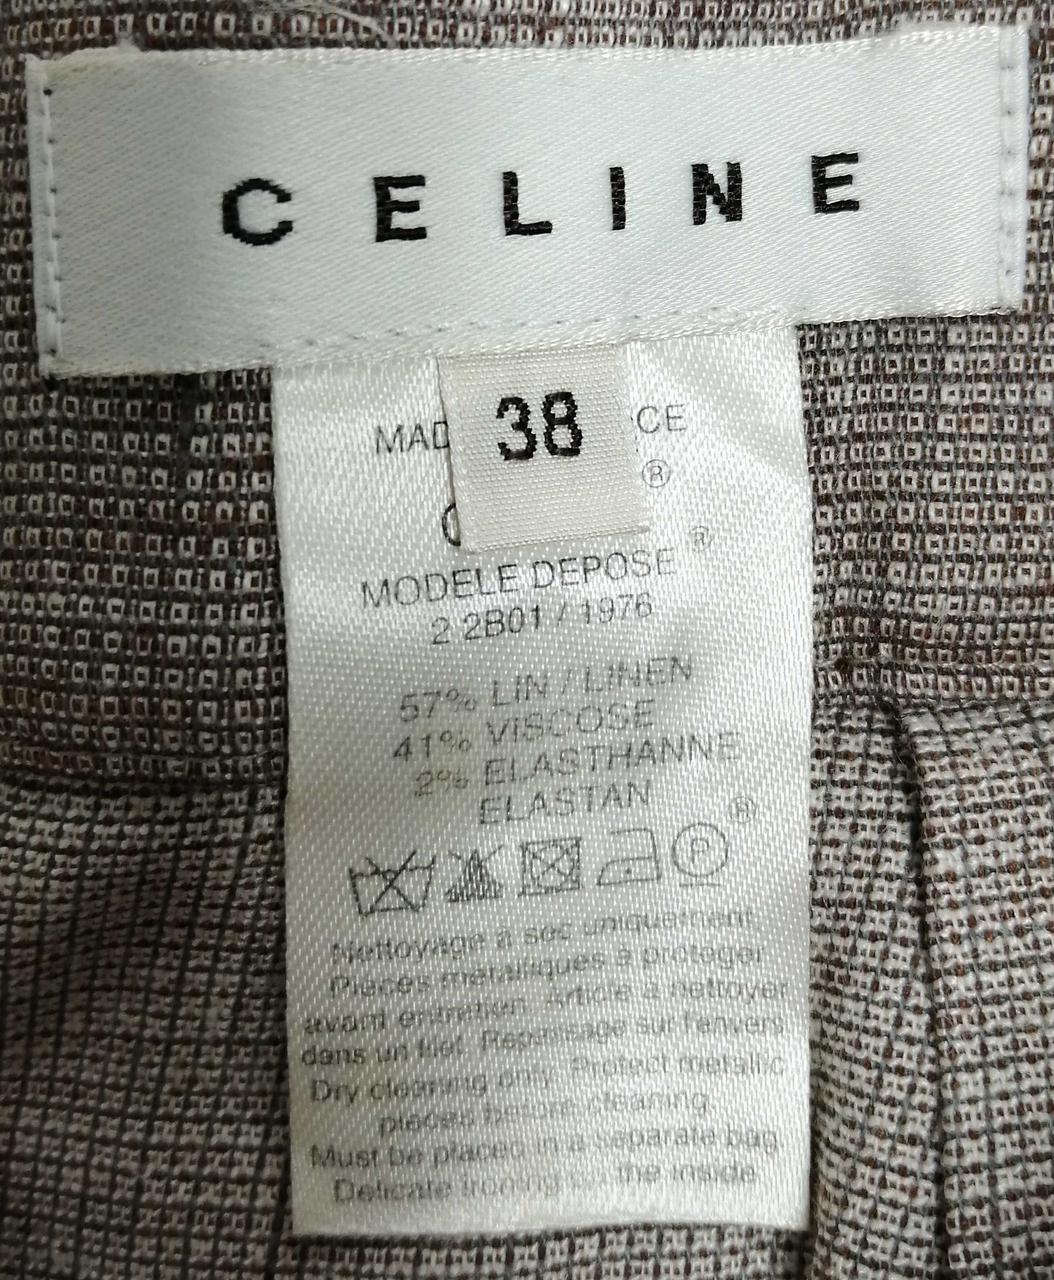 CELINE
38
MAD CE
®
MODELE DEPOSE ®
2 2B01 / 1976
57% LIN / LINEN
41% VISCOSE
2% ELASTHANNE
ELASTAN
P ®
Nettoyage à sec uniquement
Pièces métalliques à protéger
avant entretien. Article à nettoyer
dans un filet. Repassage sur l'envers
Dry cleaning only. Protect metallic
pieces before cleaning.
Must be placed in a separate bag
Delicate ironing the inside